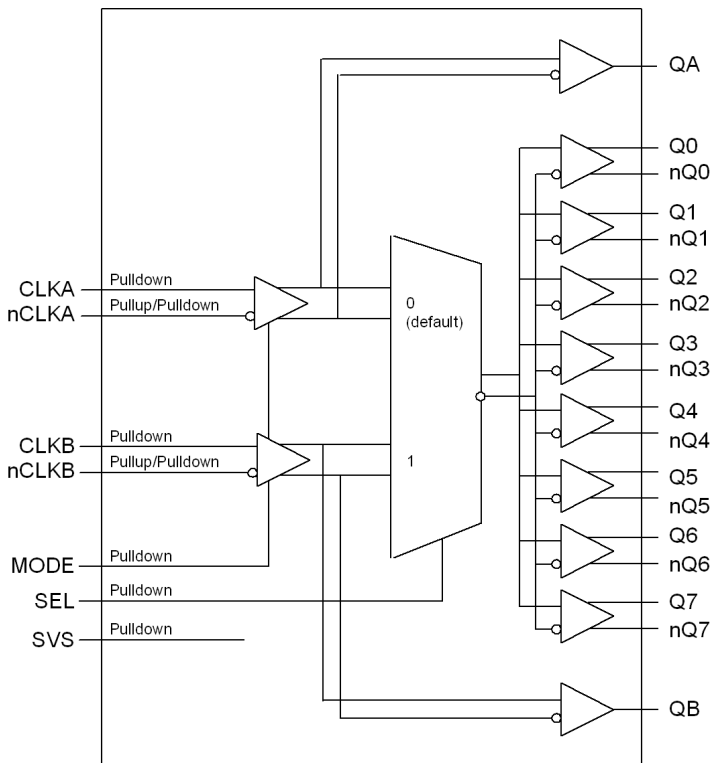 QA
Q0
nQ0
Q1
nQ1
CLKA Pulldown
nCLKA Pullup/Pulldown
0
(default)
Q2
nQ2
Q3
nQ3
CLKB Pulldown
nCLKB Pullup/Pulldown
1
Q4
nQ4
Q5
nQ5
MODE Pulldown
SEL Pulldown
SVS Pulldown
Q6
nQ6
Q7
nQ7
QB